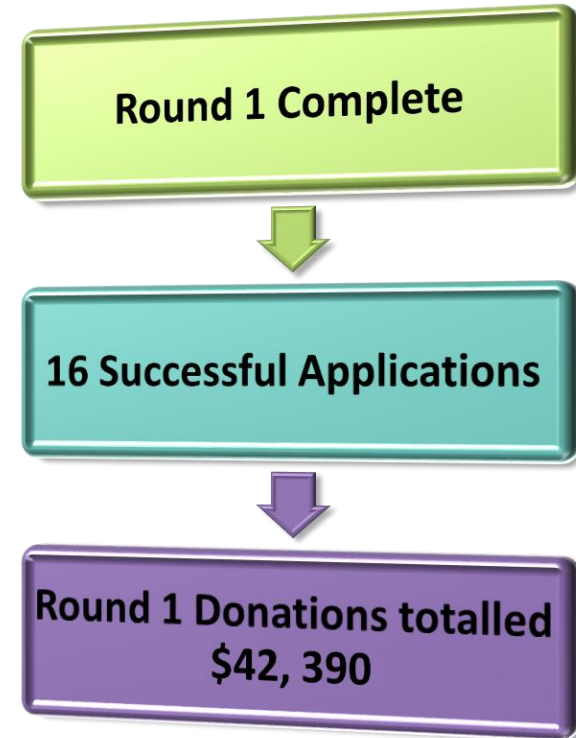 Round 1 Complete
16 Successful Applications
Round 1 Donations totalled
$42, 390